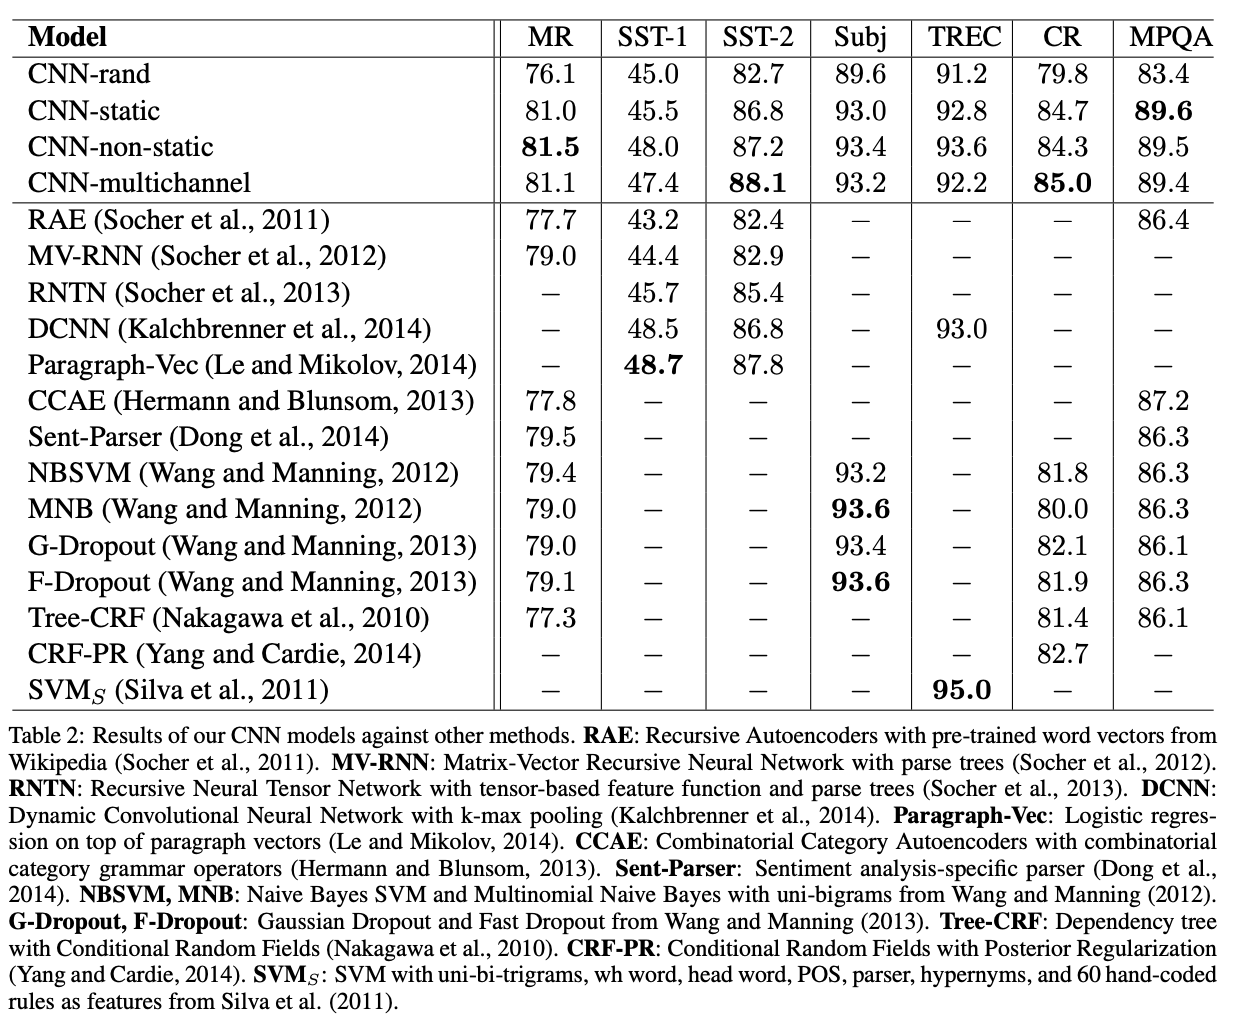 Model MR SST-1 SST-2 Subj TREC CR MPQA
CNN-rand 76.1 45.0 82.7 89.6 91.2 79.8 83.4
CNN-static 81.0 45.5 86.8 93.0 92.8 84.7 89.6
CNN-non-static 81.5 48.0 87.2 93.4 93.6 84.3 89.5
CNN-multichannel 81.1 47.4 88.1 93.2 92.2 85.0 89.4
RAE (Socher et al., 2011) 77.7 43.2 82.4 – – – 86.4
MV-RNN (Socher et al., 2012) 79.0 44.4 82.9 – – – –
RNTN (Socher et al., 2013) – 45.7 85.4 – – – –
DCNN (Kalchbrenner et al., 2014) – 48.5 86.8 – 93.0 – –
Paragraph-Vec (Le and Mikolov, 2014) – 48.7 87.8 – – – –
CCAE (Hermann and Blunsom, 2013) 77.8 – – – – – 87.2
Sent-Parser (Dong et al., 2014) 79.5 – – – – – 86.3
NBSVM (Wang and Manning, 2012) 79.4 – – 93.2 – 81.8 86.3
MNB (Wang and Manning, 2012) 79.0 – – 93.6 – 80.0 86.3
G-Dropout (Wang and Manning, 2013) 79.0 – – 93.4 – 82.1 86.1
F-Dropout (Wang and Manning, 2013) 79.1 – – 93.6 – 81.9 86.3
Tree-CRF (Nakagawa et al., 2010) 77.3 – – – – 81.4 86.1
CRF-PR (Yang and Cardie, 2014) – – – – – 82.7 –
SVMS (Silva et al., 2011) – – – – 95.0 – –
Table 2: Results of our CNN models against other methods. RAE: Recursive Autoencoders with pre-trained word vectors from
Wikipedia (Socher et al., 2011). MV-RNN: Matrix-Vector Recursive Neural Network with parse trees (Socher et al., 2012).
RNTN: Recursive Neural Tensor Network with tensor-based feature function and parse trees (Socher et al., 2013). DCNN:
Dynamic Convolutional Neural Network with k-max pooling (Kalchbrenner et al., 2014). Paragraph-Vec: Logistic regres-
sion on top of paragraph vectors (Le and Mikolov, 2014). CCAE: Combinatorial Category Autoencoders with combinatorial
category grammar operators (Hermann and Blunsom, 2013). Sent-Parser: Sentiment analysis-specific parser (Dong et al.,
2014). NBSVM, MNB: Naive Bayes SVM and Multinomial Naive Bayes with uni-bigrams from Wang and Manning (2012).
G-Dropout, F-Dropout: Gaussian Dropout and Fast Dropout from Wang and Manning (2013). Tree-CRF: Dependency tree
with Conditional Random Fields (Nakagawa et al., 2010). CRF-PR: Conditional Random Fields with Posterior Regularization
(Yang and Cardie, 2014). SVMS: SVM with uni-bi-trigrams, wh word, head word, POS, parser, hypernyms, and 60 hand-coded
rules as features from Silva et al. (2011).